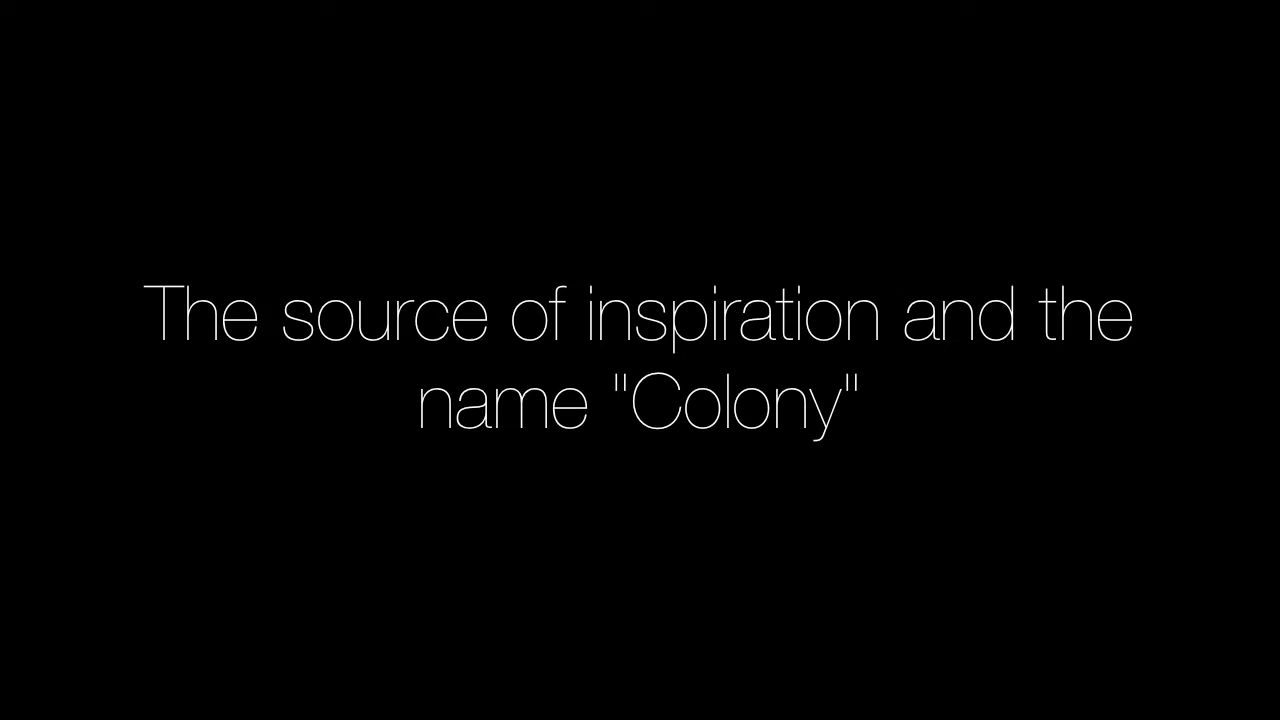 The source of inspiration and the
name "Colony"